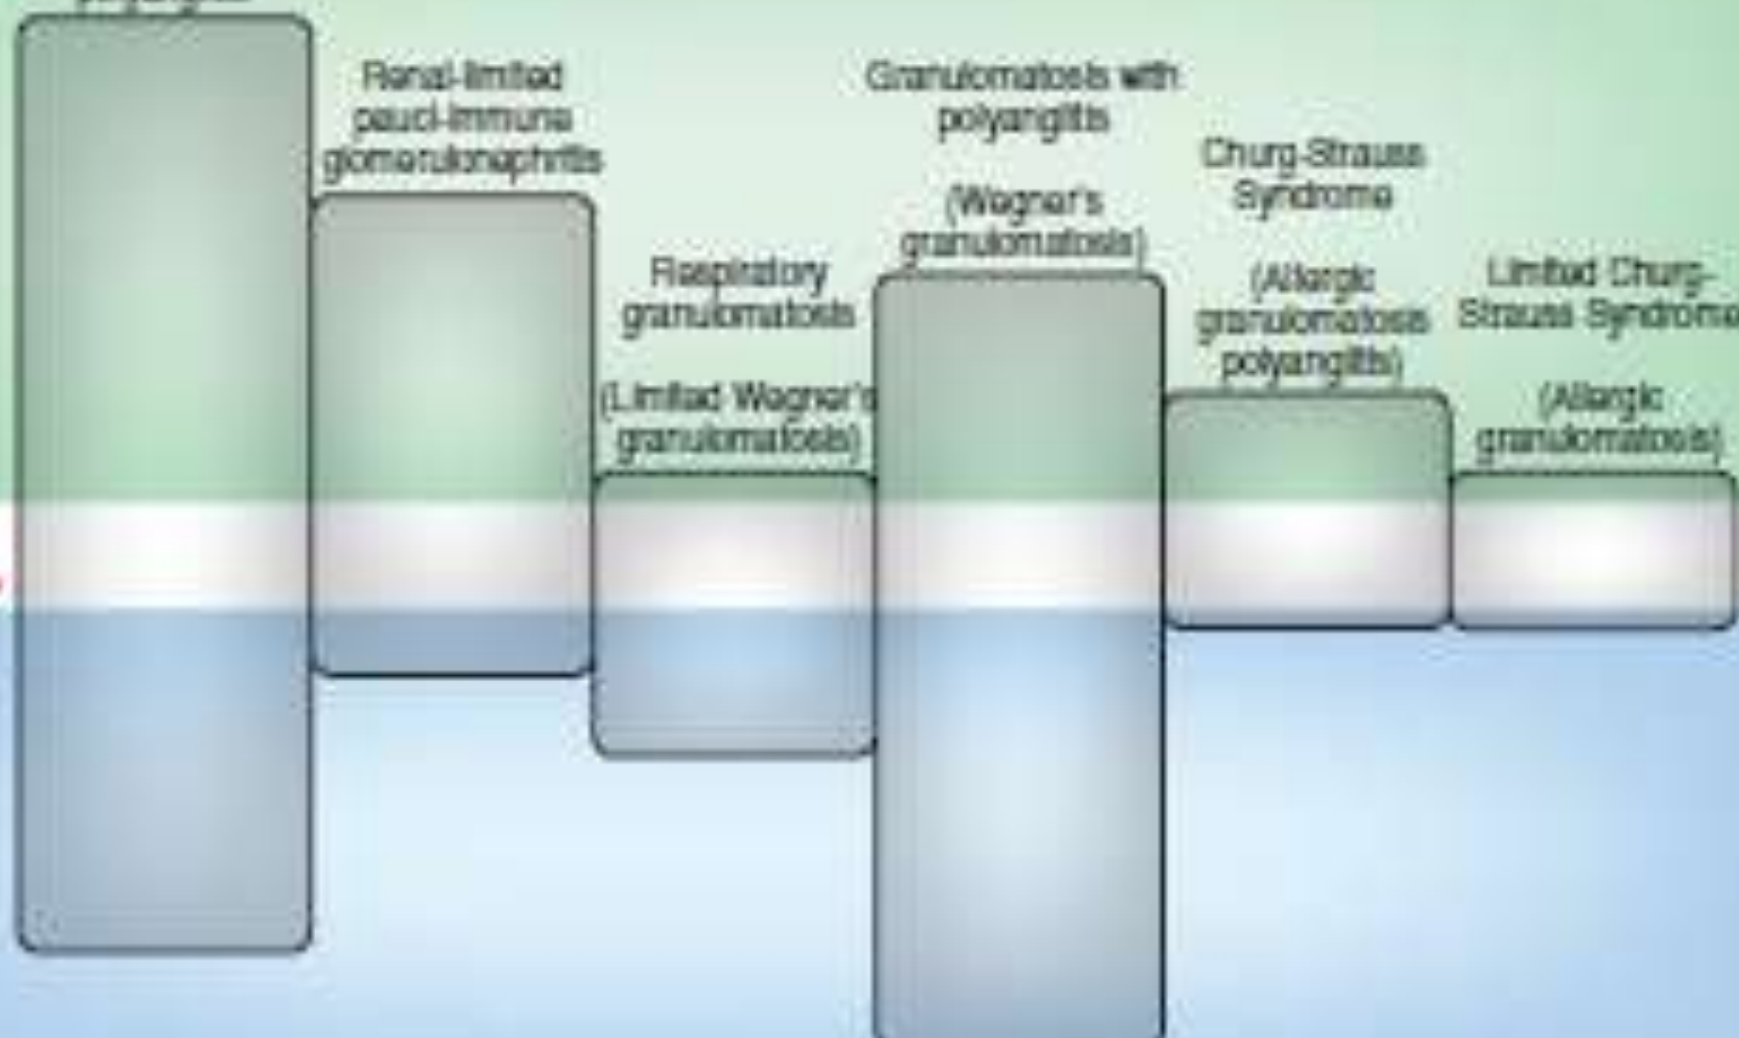 Renal-limited
pauci-immune
glomerulonephritis
Respiratory
granulomatosis
(Limited Wegner's
granulomatosis)
Granulomatosis with
polyangiitis
(Wegner's
granulomatosis)
Churg-Strauss
Syndrome
(Allergic
granulomatosis
polyangiitis)
Limited Churg-
Strauss Syndrome
(Allergic
granulomatosis)